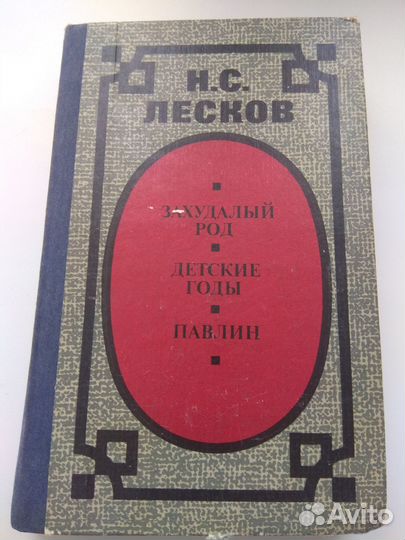 Н.С.
ЛЕСКОВ
ЗАХУДАЛЫЙ
РОД
ДЕТСКИЕ
ГОДЫ
ПАВЛИН
Avito